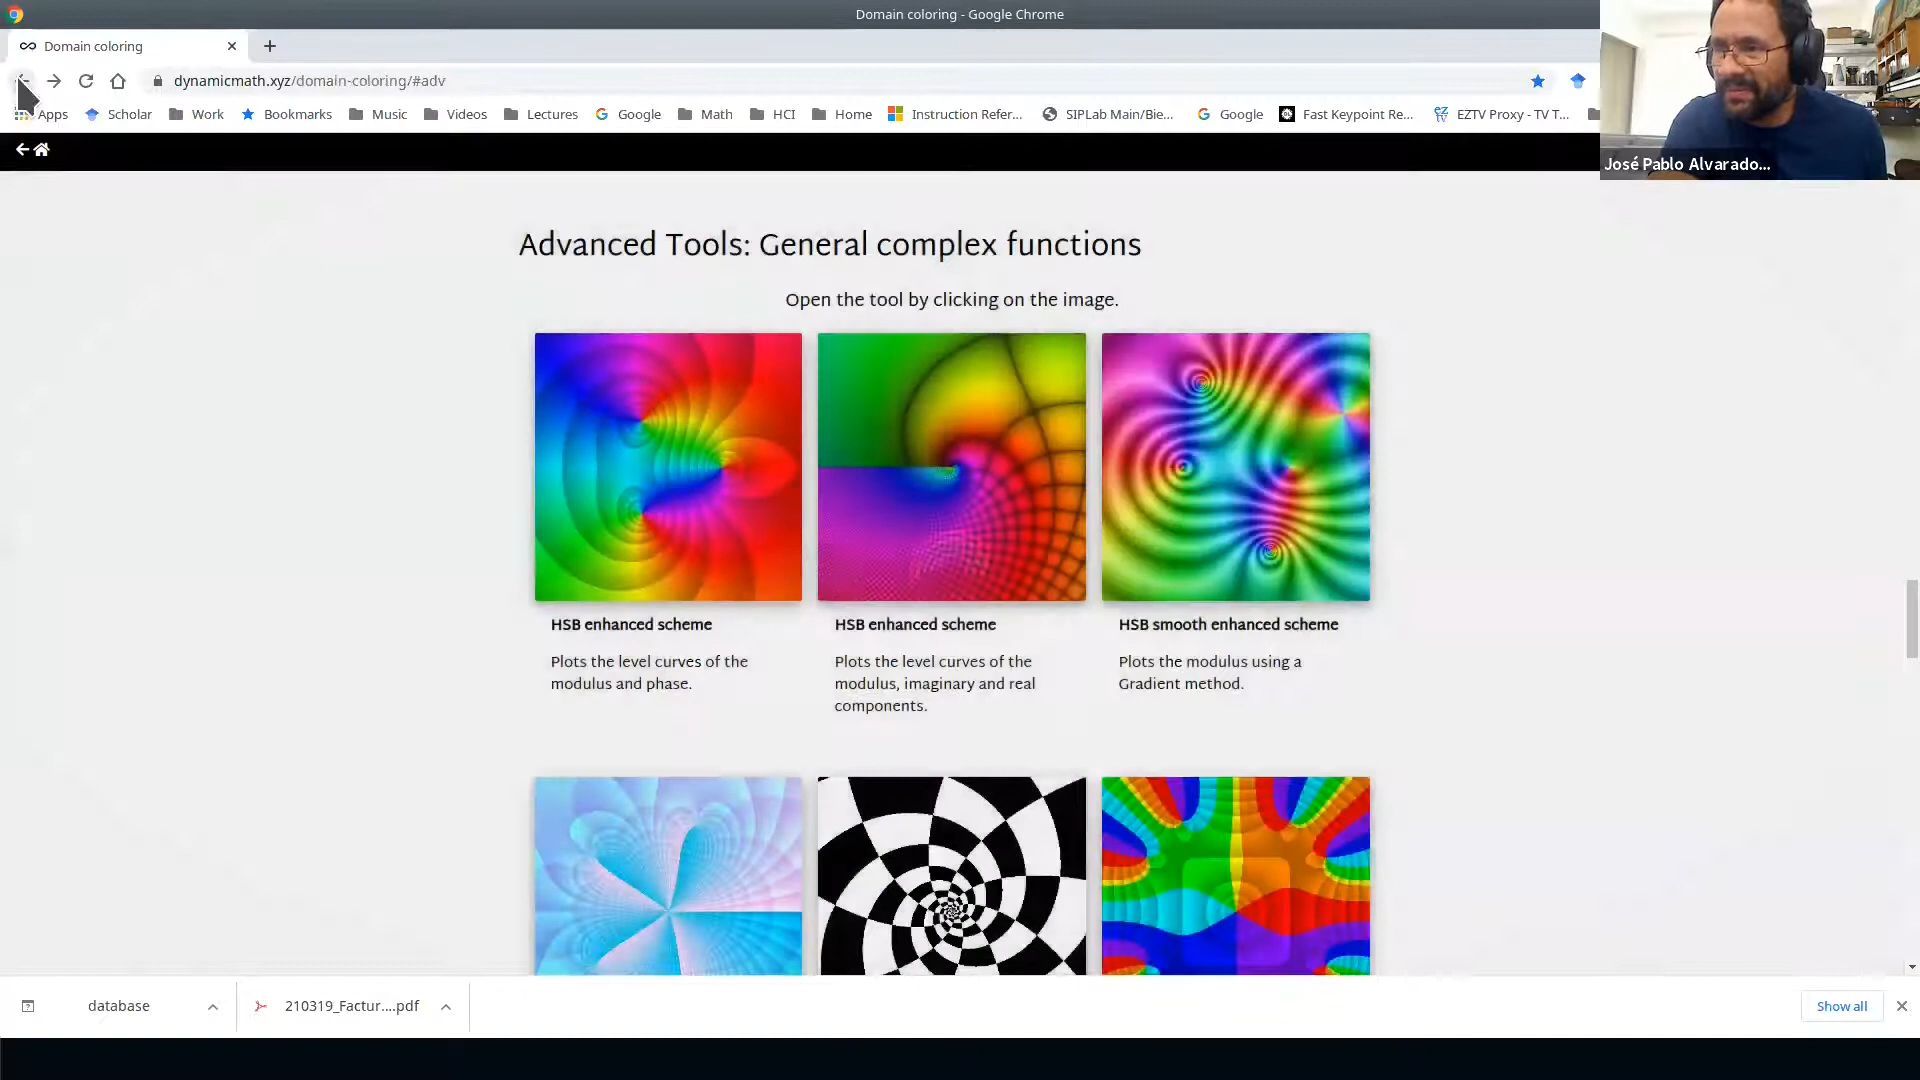 Domain coloring - Google Chrome
Domain coloring
dynamicmath.xyz/domain-coloring/#adv
Apps Scholar Work Bookmarks Music Videos Lectures Google Math HCI Home Instruction Refer... SIPLab Main/Bie... Google Fast Keypoint Re... EZTV Proxy - TV T...
José Pablo Alvarado...
Advanced Tools: General complex functions
Open the tool by clicking on the image.
HSB enhanced scheme
Plots the level curves of the
modulus and phase.
HSB enhanced scheme
Plots the level curves of the
modulus, imaginary and real
components.
HSB smooth enhanced scheme
Plots the modulus using a
Gradient method.
database
210319_Factur....pdf
Show all